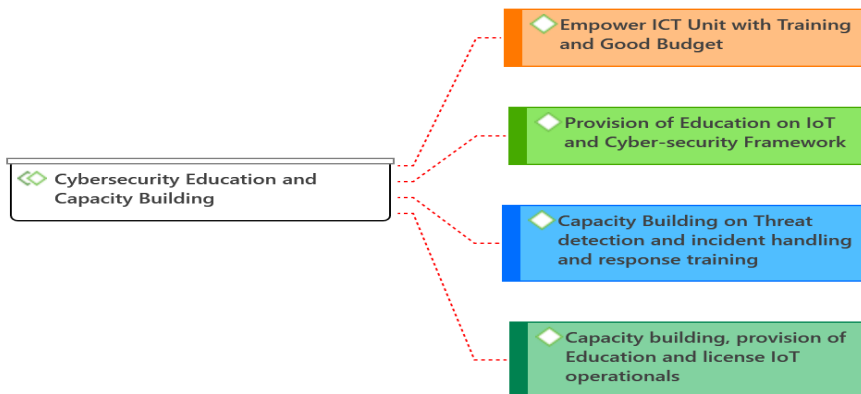 Empower ICT Unit with Training
and Good Budget
Provision of Education on IoT
and Cyber-security Framework
Cybersecurity Education and
Capacity Building
Capacity Building on Threat
detection and incident handling
and response training
Capacity building, provision of
Education and license IoT
operationals